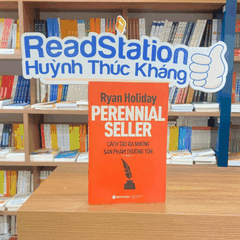 ReadStation
Huỳnh Thúc Kháng
Ryan Holiday
PERENNIAL
SELLER
CÁCH TẠO RA NHỮNG
SẢN PHẨM TRƯỜNG TỒN